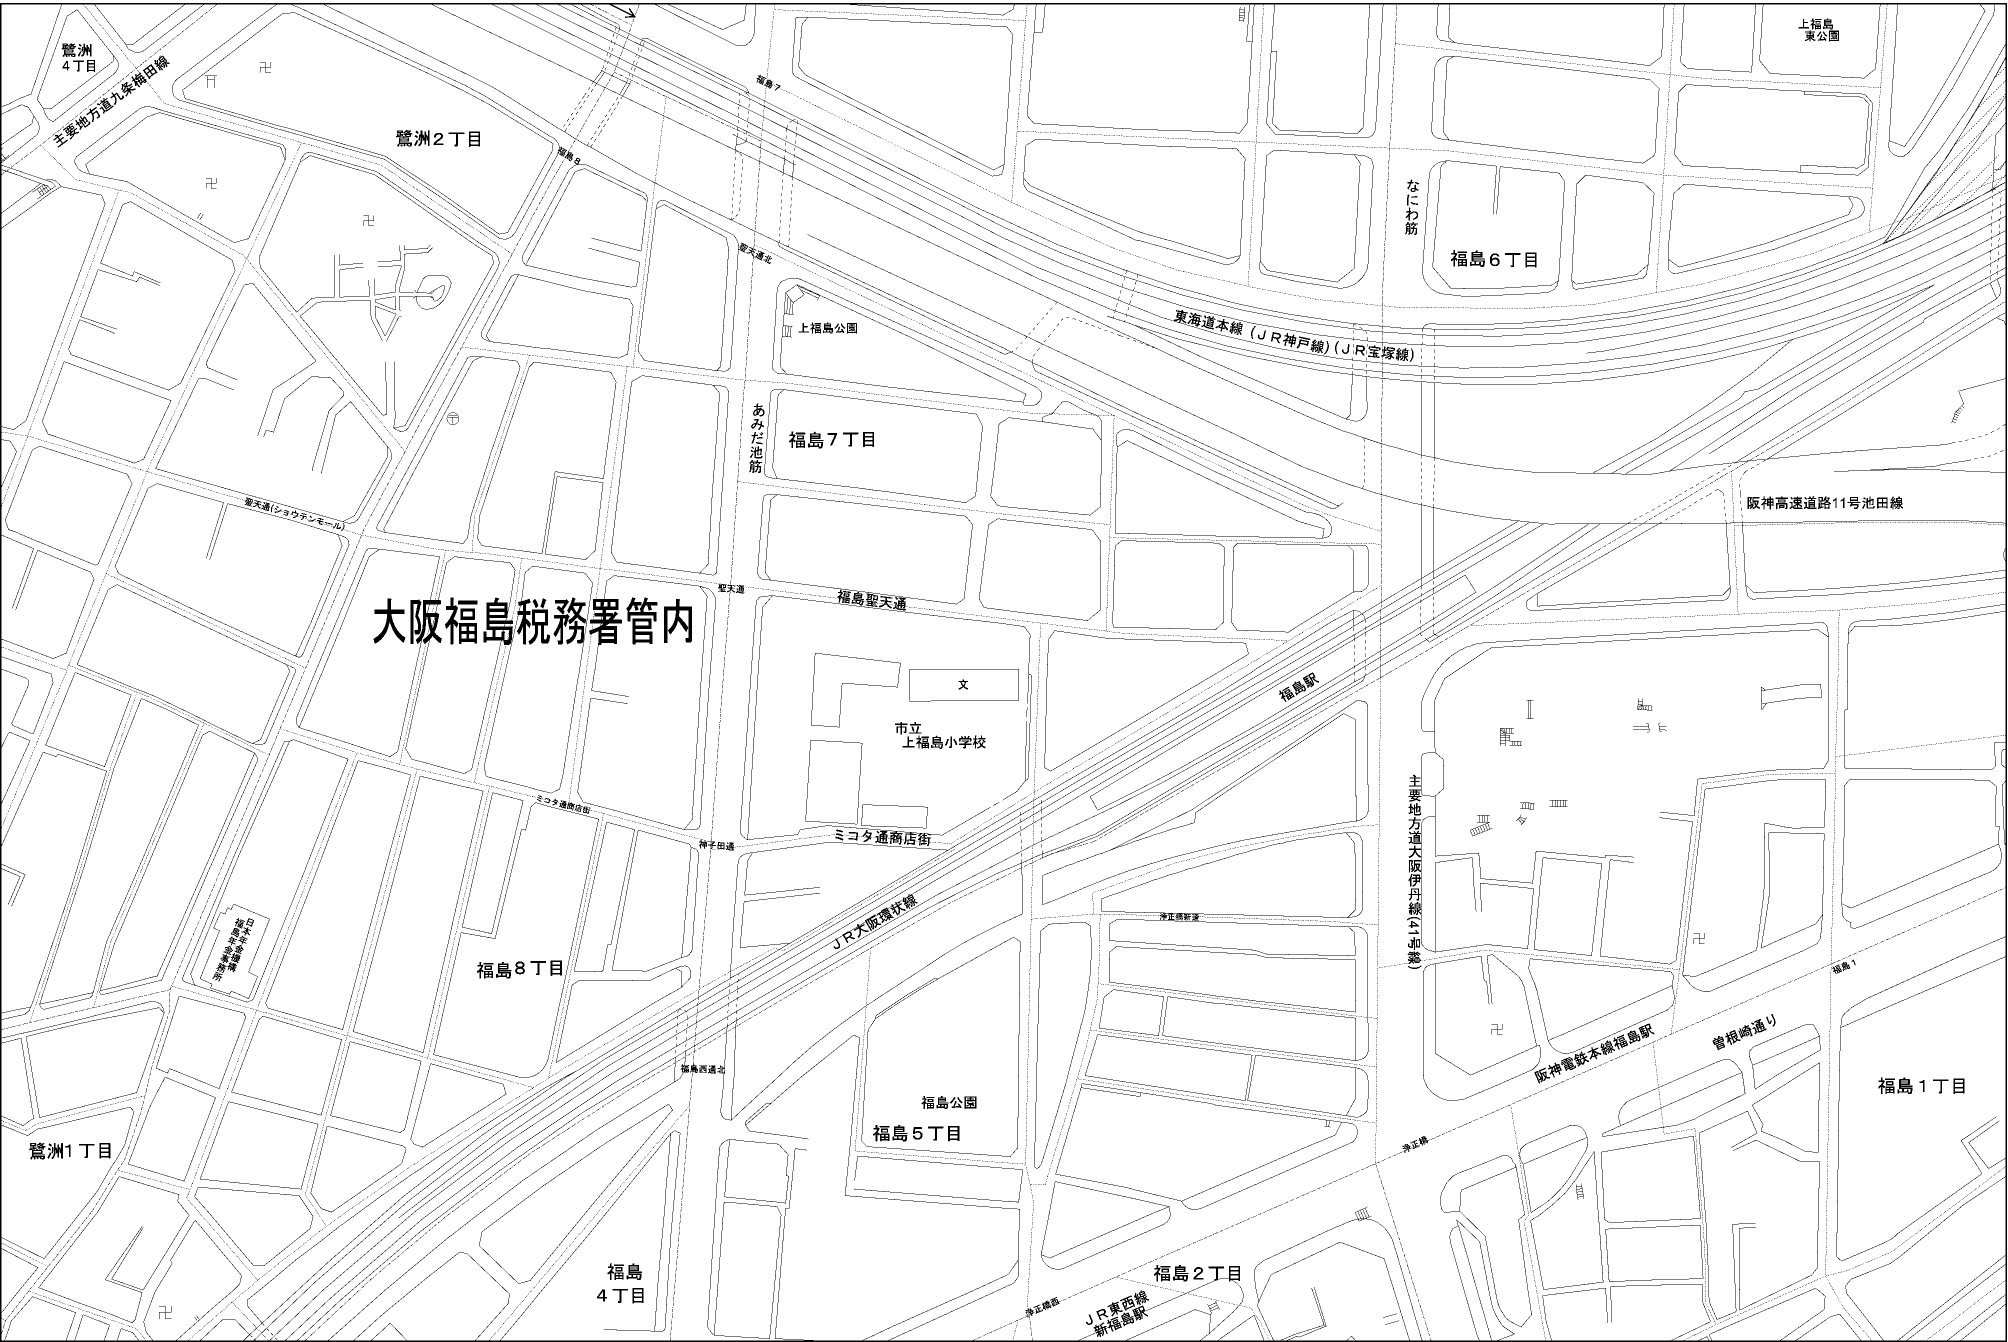 上福島
東公園
鷺洲
４丁目
主要地方道九条梅田線
福島７
鷺洲２丁目
福島８
なにわ筋
福島６丁目
聖天通北
東海道本線（ＪＲ神戸線）（ＪＲ宝塚線）
上福島公園
あみだ池筋
福島７丁目
聖天通(ショウテンモール)
阪神高速道路11号池田線
大阪福島税務署管内
聖天通
福島聖天通
文
福島駅
市立
上福島小学校
主要地方道大阪伊丹線(41号線)
ミコタ通商店街
ミコタ通商店街
神子田通
ＪＲ大阪環状線
浄正橋新道
日本年金機構
福島年金事務所
福島８丁目
福島１
阪神電鉄本線福島駅
曽根崎通り
福島西通北
福島１丁目
福島公園
福島５丁目
鷺洲１丁目
浄正橋
福島
４丁目
福島２丁目
浄正橋西
ＪＲ東西線
新福島駅